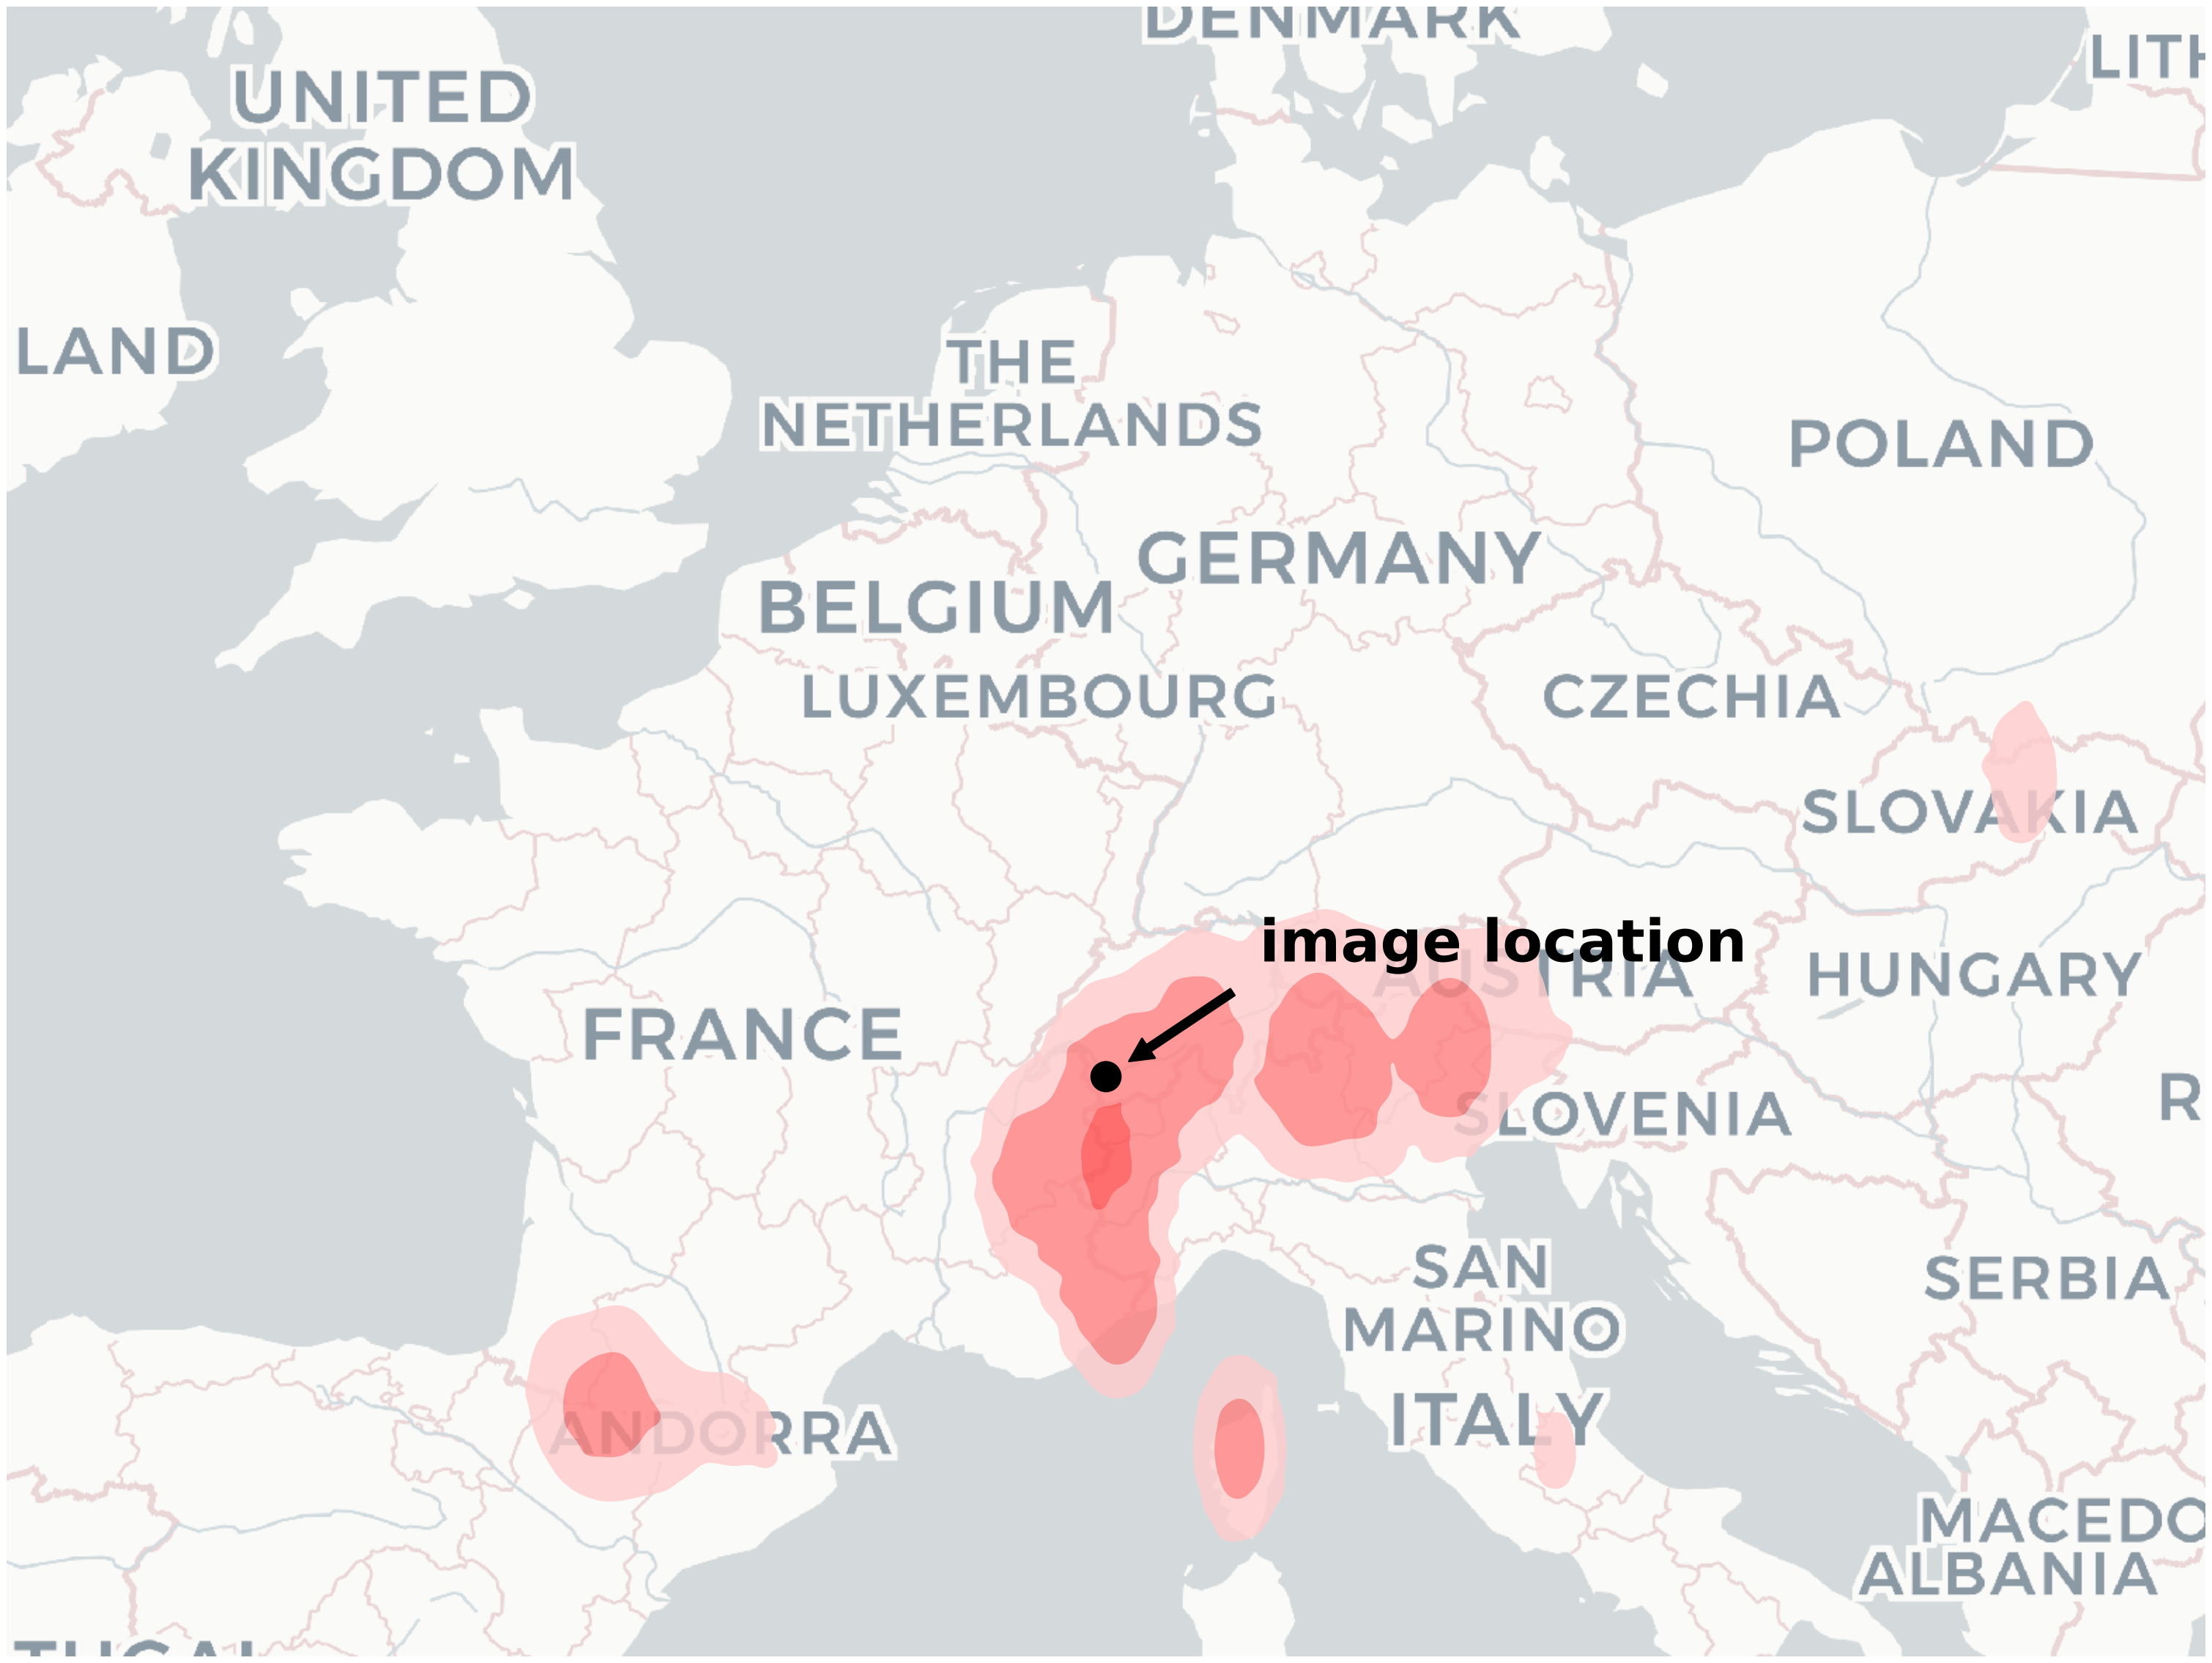 DENMARK
LITH
UNITED
KINGDOM
LAND
THE
NETHERLANDS
POLAND
GERMANY
BELGIUM
LUXEMBOURG
CZECHIA
SLOVAKIA
image location
AUSTRIA
HUNGARY
FRANCE
SLOVENIA
R
SAN
MARINO
SERBIA
ITALY
ANDORRA
MACEDO
ALBANIA
TUGAL